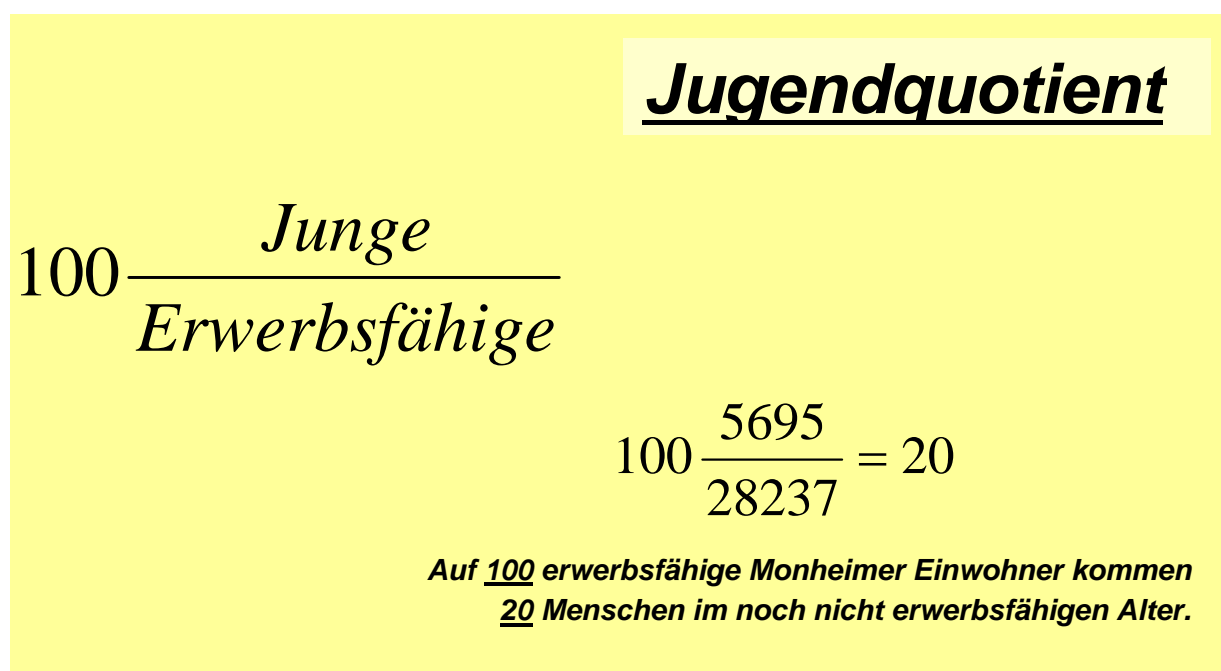 Jugendquotient
100 Junge / Erwerbsfähige
100 5695 / 28237 = 20
Auf 100 erwerbsfähige Monheimer Einwohner kommen
20 Menschen im noch nicht erwerbsfähigen Alter.